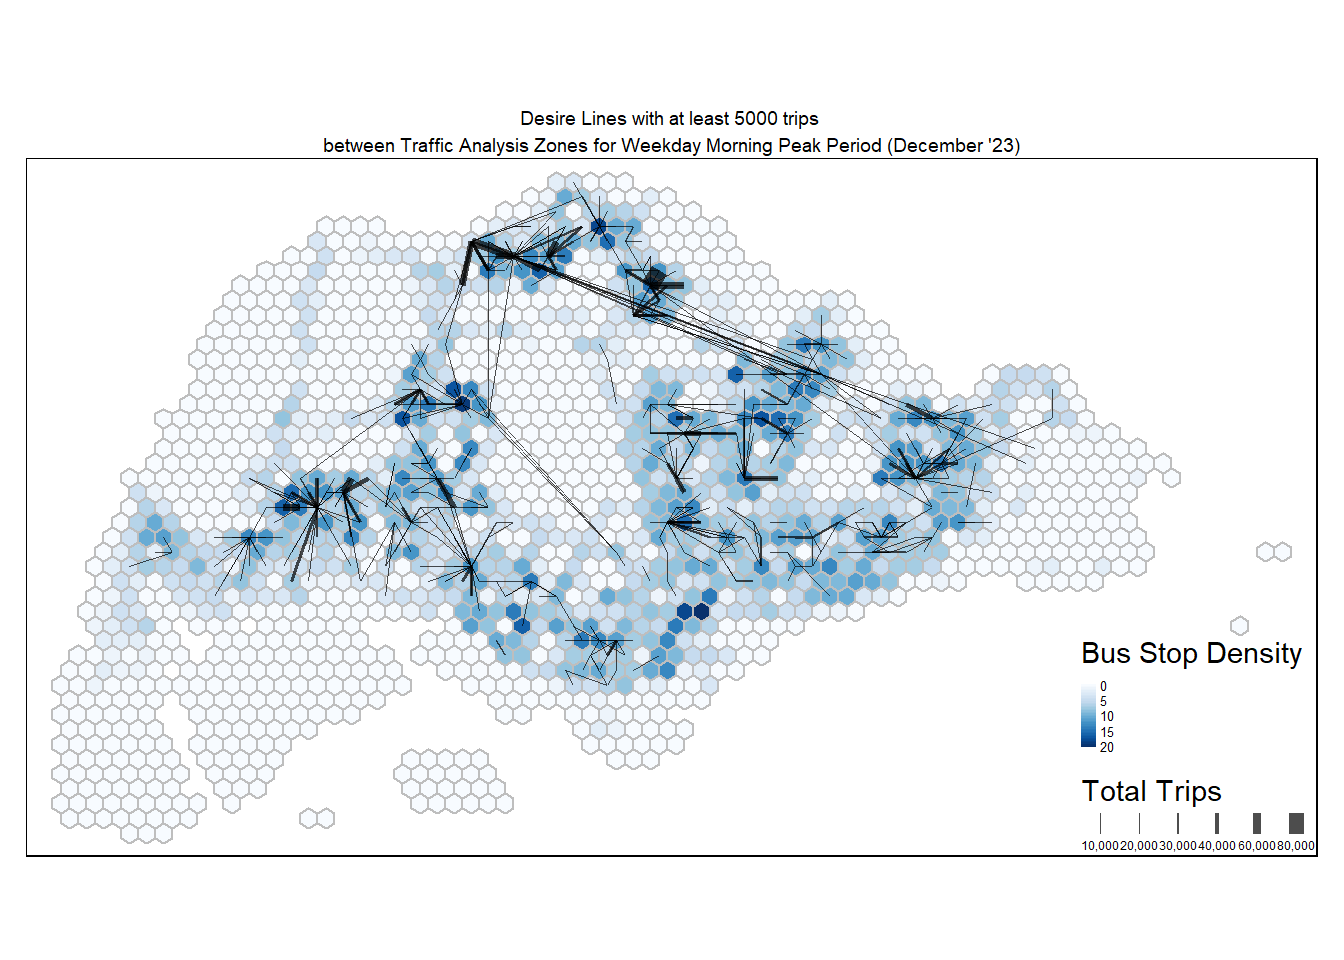 Desire Lines with at least 5000 trips
between Traffic Analysis Zones for Weekday Morning Peak Period (December '23)
Bus Stop Density
0
5
10
15
20
Total Trips
10,000 20,000 30,000 40,000 60,000 80,000